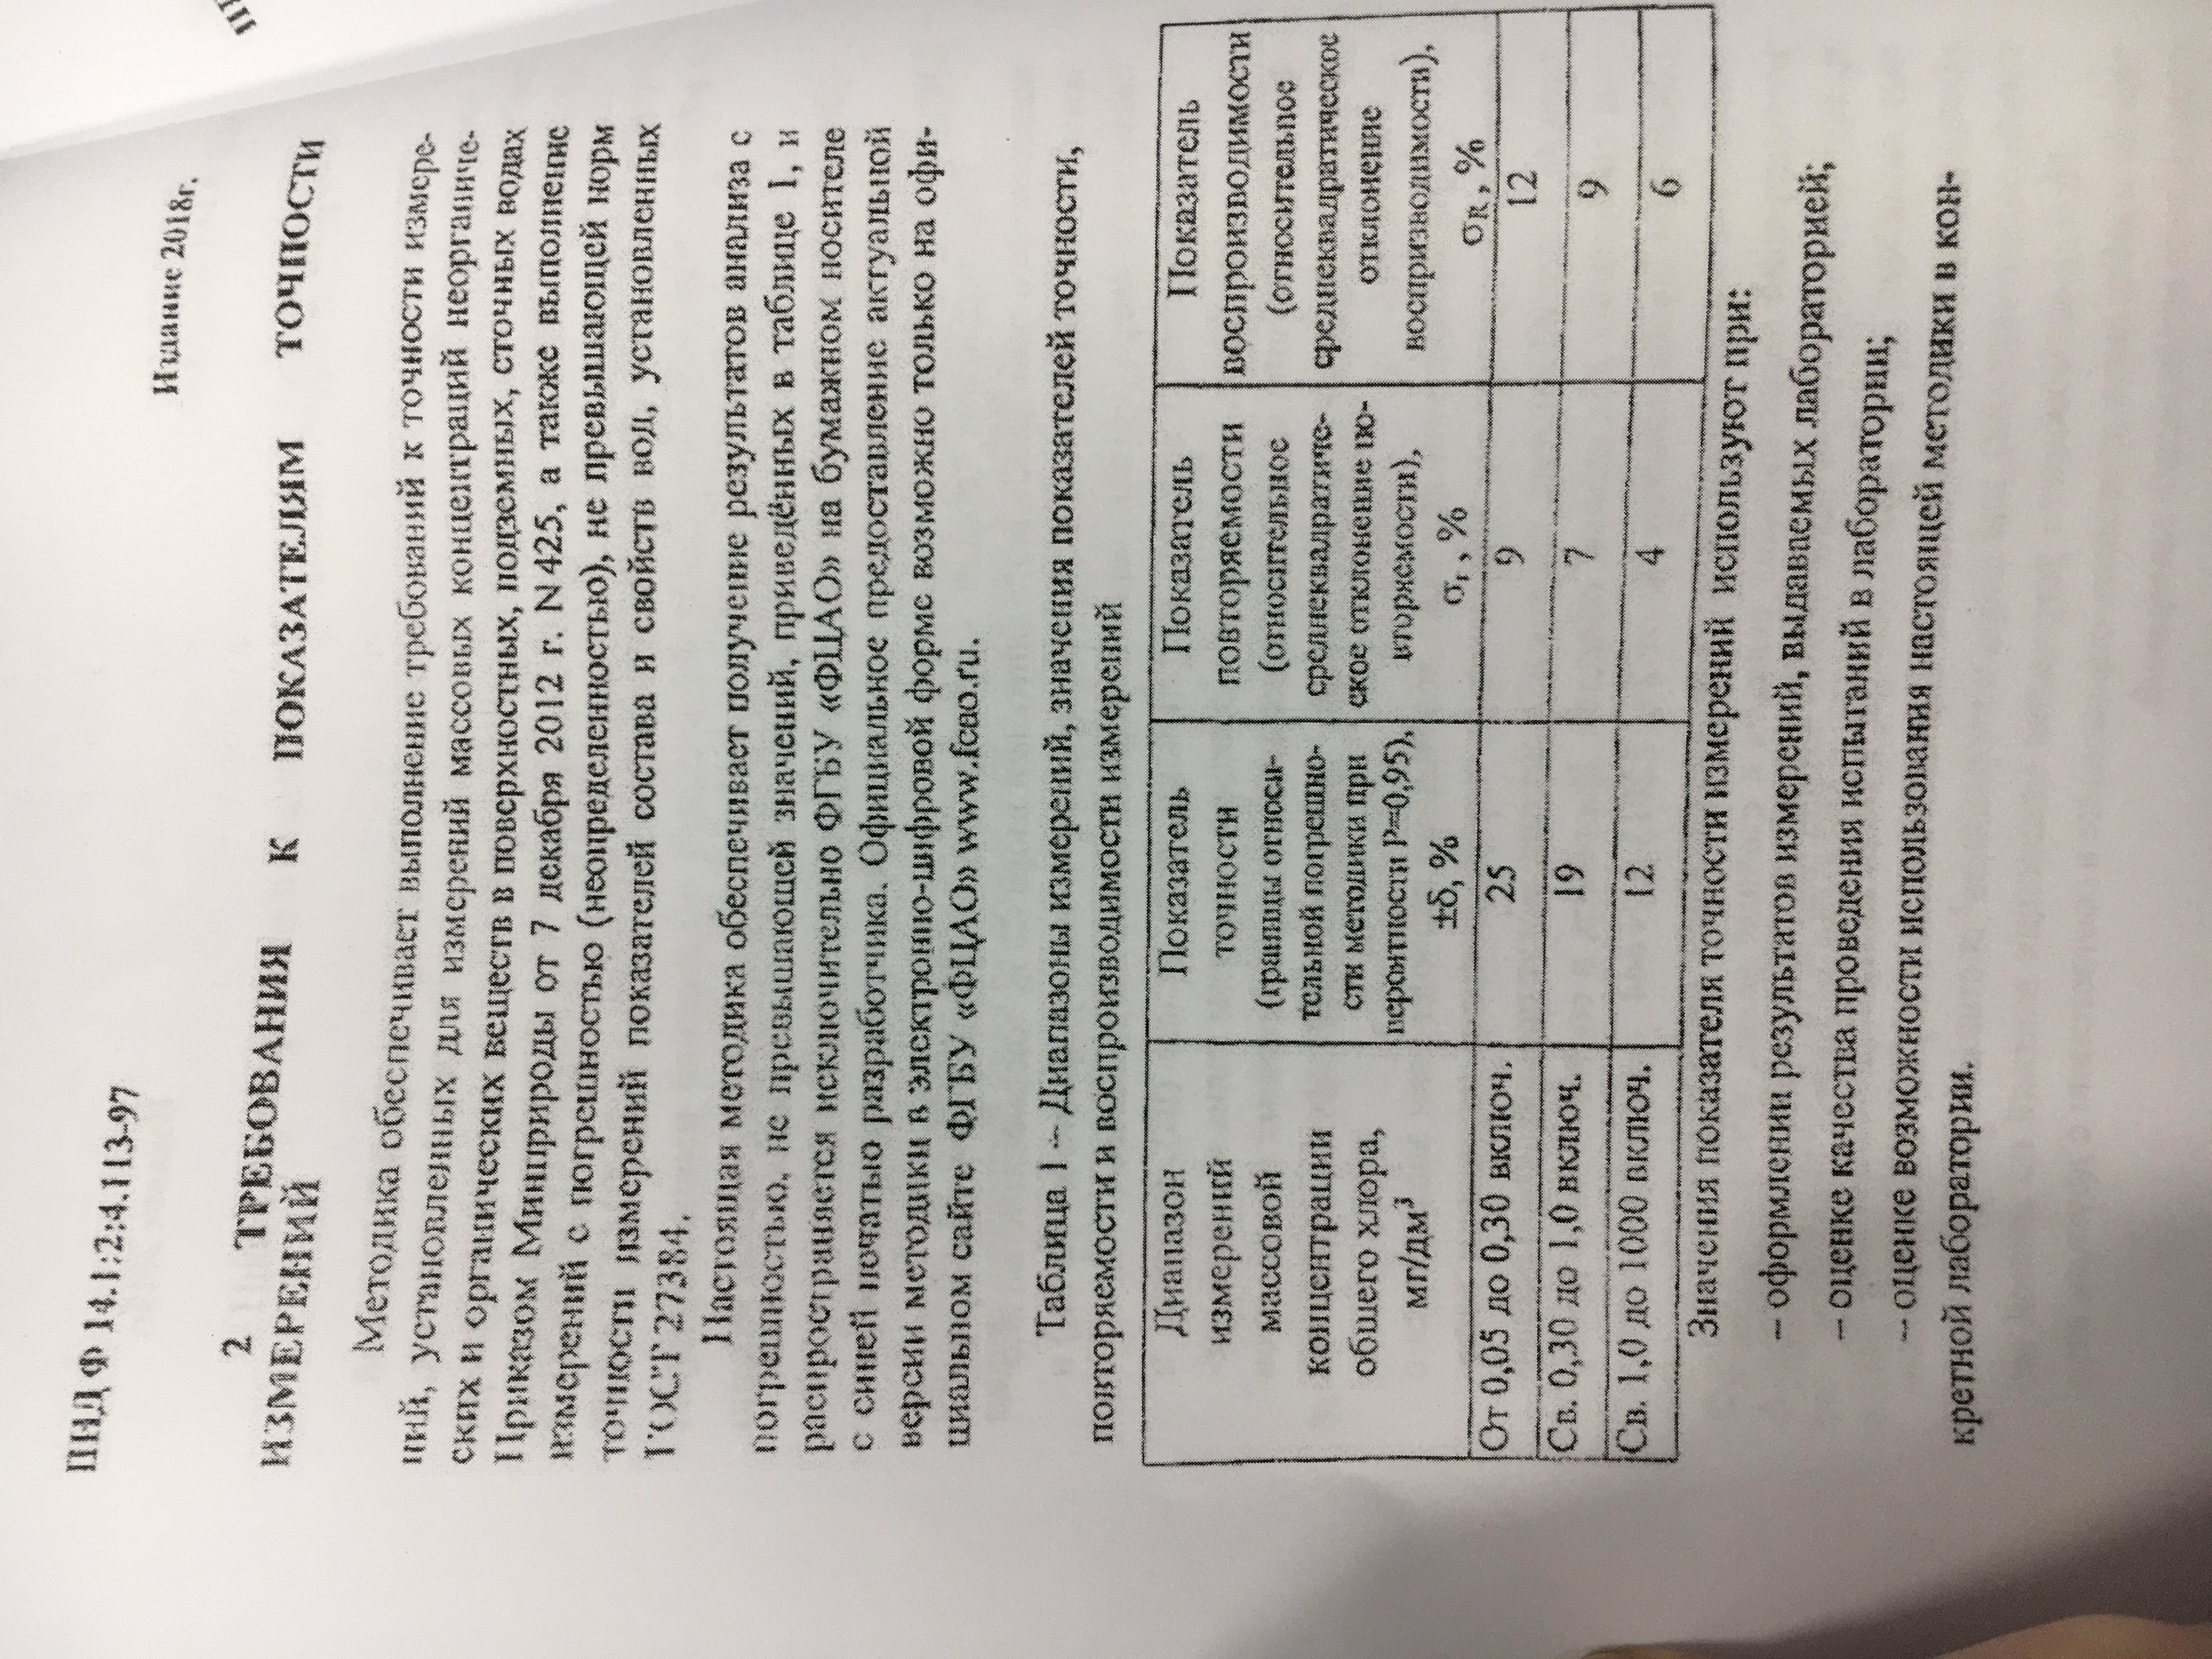 ПНД Ф 14.1:2:4.113-97
Издание 2018г.
2 ТРЕБОВАНИЯ К ПОКАЗАТЕЛЯМ ТОЧНОСТИ
ИЗМЕРЕНИЙ
Методика обеспечивает выполнение требований к точности измере-
ний, установленных для измерений массовых концентраций неорганиче-
ских и органических веществ в поверхностных, подземных, сточных водах
Приказом Минприроды от 7 декабря 2012 г. N 425, а также выполнение
измерений с погрешностью (неопределенностью), не превышающей норм
точности измерений показателей состава и свойств вод, установленных
ГОСТ 27384.
Настоящая методика обеспечивает получение результатов анализа с
погрешностью, не превышающей значений, приведённых в таблице 1, и
распространяется исключительно ФГБУ «ФЦАО» на бумажном носителе
с синей печатью разработчика. Официальное предоставление актуальной
версии методики в электронно-цифровой форме возможно только на офи-
циальном сайте ФГБУ «ФЦАО» www.fcao.ru.
Таблица 1 – Диапазоны измерений, значения показателей точности,
повторяемости и воспроизводимости измерений
Диапазон
измерений
массовой
концентрации
общего хлора,
мг/дм³
Показатель
точности
(границы относи-
тельной погрешно-
сти методики при
вероятности P=0,95),
±δ, %
Показатель
повторяемости
(относительное
среднеквадратиче-
ское отклонение по-
вторяемости),
σr, %
Показатель
воспроизводимости
(относительное
среднеквадратическое
отклонение
воспризводимости),
σR, %
От 0,05 до 0,30 включ. 25 9 12
Св. 0,30 до 1,0 включ. 19 7 9
Св. 1,0 до 1000 включ. 12 4 6
Значения показателя точности измерений используют при:
– оформлении результатов измерений, выдаваемых лабораторией;
– оценке качества проведения испытаний в лаборатории;
– оценке возможности использования настоящей методики в кон-
кретной лаборатории.